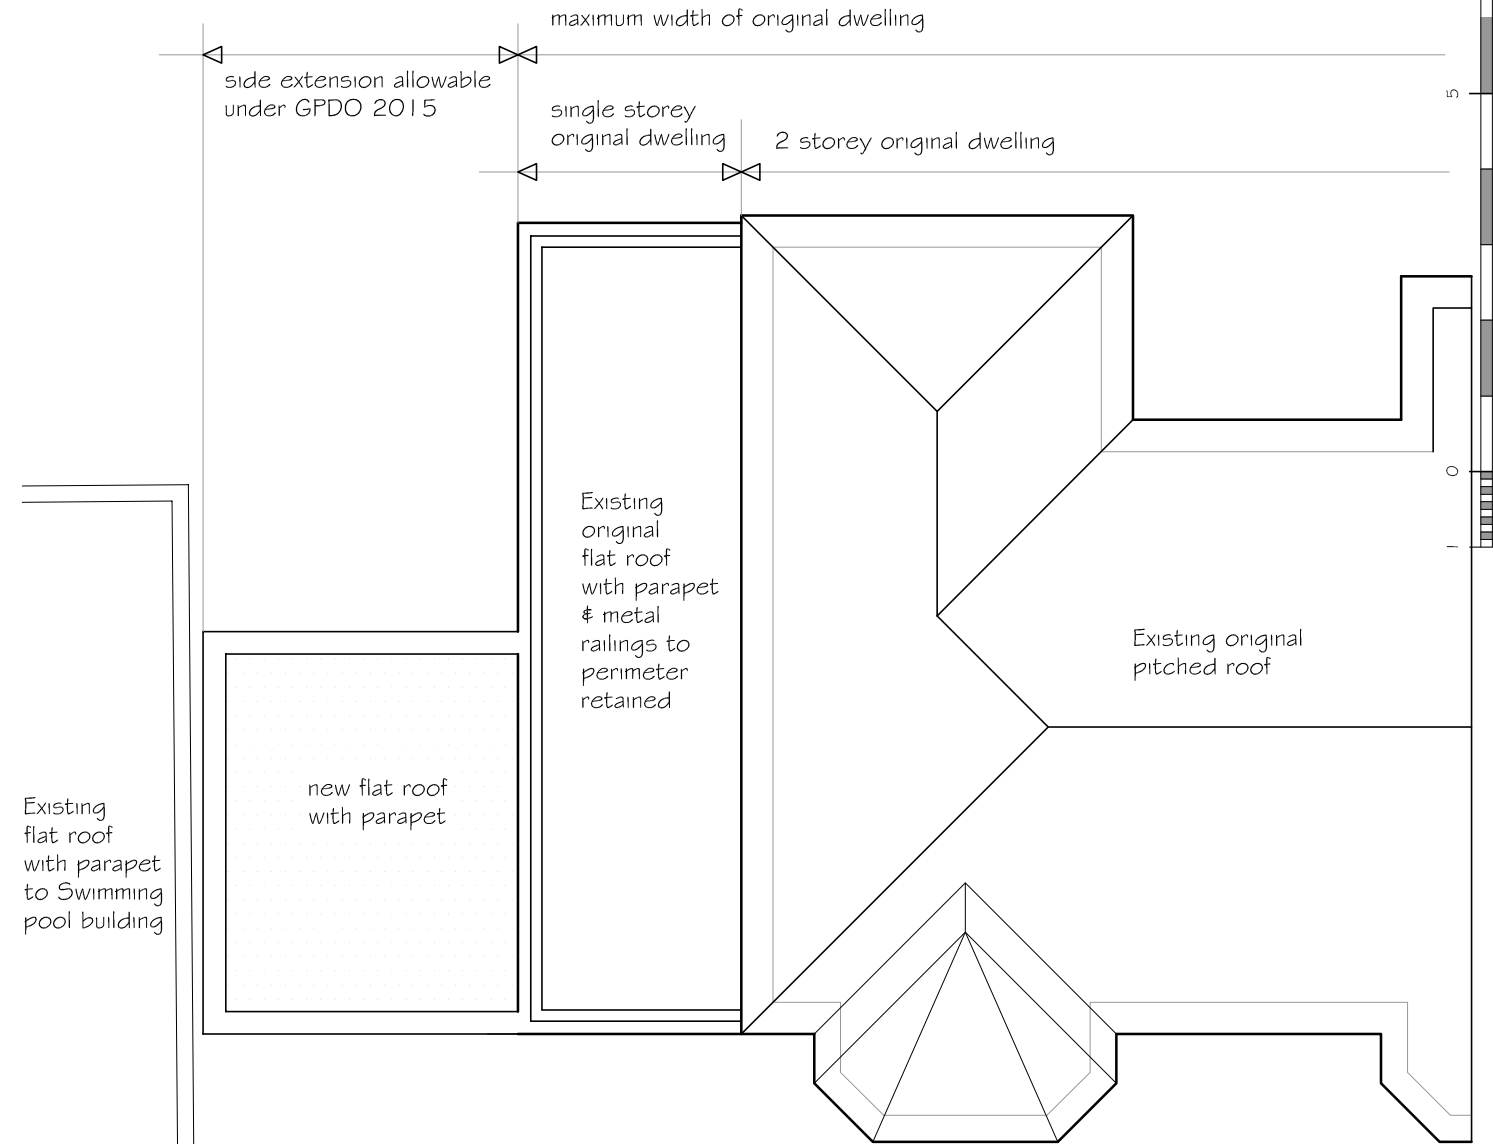 maximum width of original dwelling
side extension allowable
under GPDO 2015
single storey
original dwelling
2 storey original dwelling
5
0
1
Existing
original
flat roof
with parapet
& metal
railings to
perimeter
retained
Existing original
pitched roof
new flat roof
with parapet
Existing
flat roof
with parapet
to Swimming
pool building